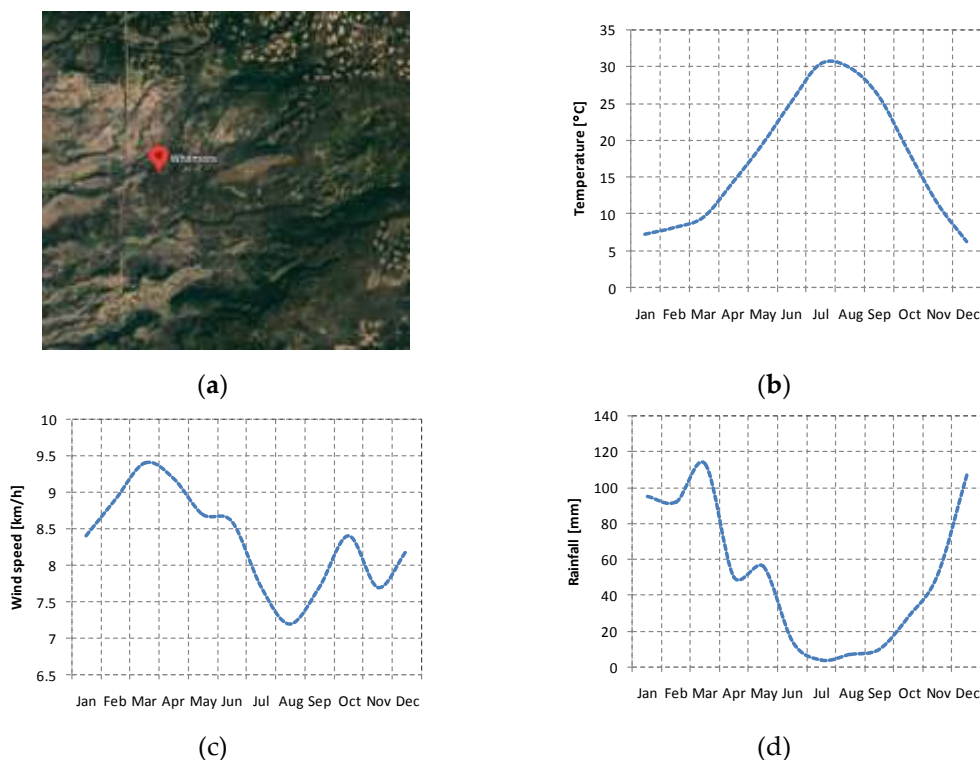 (a)
Temperature [°C]
35
30
25
20
15
10
5
0
Jan Feb Mar Apr May Jun Jul Aug Sep Oct Nov Dec
(b)
Wind speed [km/h]
10
9.5
9
8.5
8
7.5
7
6.5
Jan Feb Mar Apr May Jun Jul Aug Sep Oct Nov Dec
(c)
Rainfall [mm]
140
120
100
80
60
40
20
0
Jan Feb Mar Apr May Jun Jul Aug Sep Oct Nov Dec
(d)